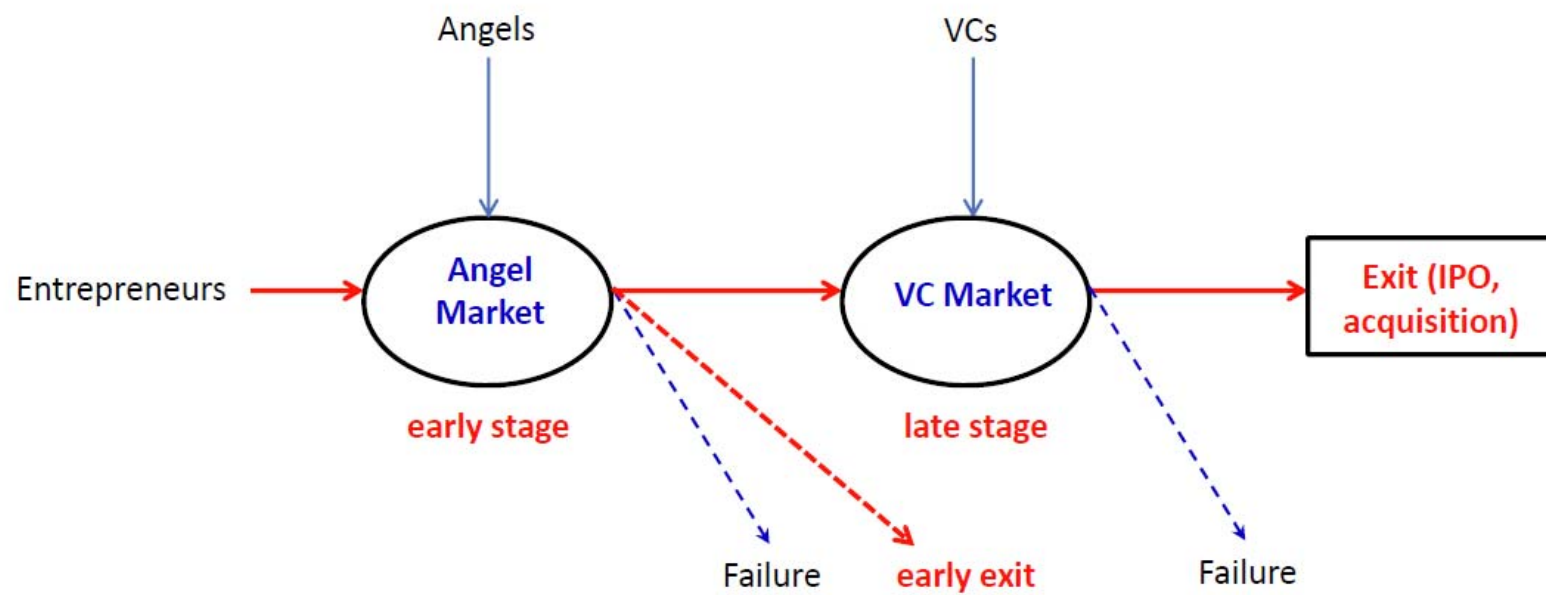 Angels
VCs
Entrepreneurs
Angel
Market
VC Market
Exit (IPO,
acquisition)
early stage
late stage
Failure
early exit
Failure